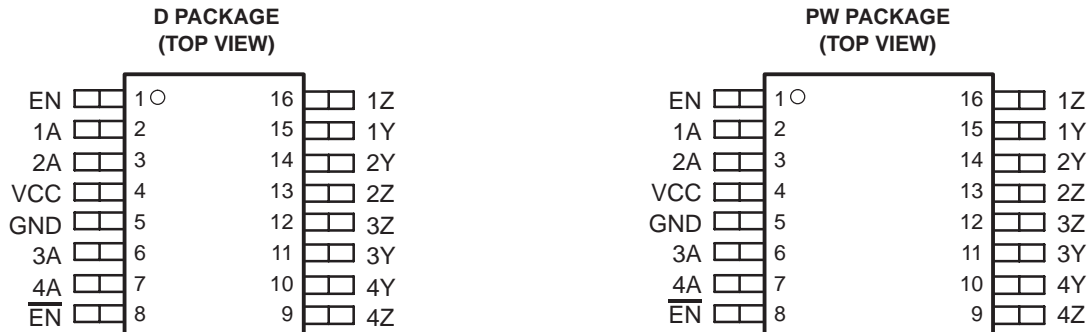 D PACKAGE
(TOP VIEW)
EN 1 16 1Z
1A 2 15 1Y
2A 3 14 2Y
VCC 4 13 2Z
GND 5 12 3Z
3A 6 11 3Y
4A 7 10 4Y
EN 8 9 4Z
PW PACKAGE
(TOP VIEW)
EN 1 16 1Z
1A 2 15 1Y
2A 3 14 2Y
VCC 4 13 2Z
GND 5 12 3Z
3A 6 11 3Y
4A 7 10 4Y
EN 8 9 4Z